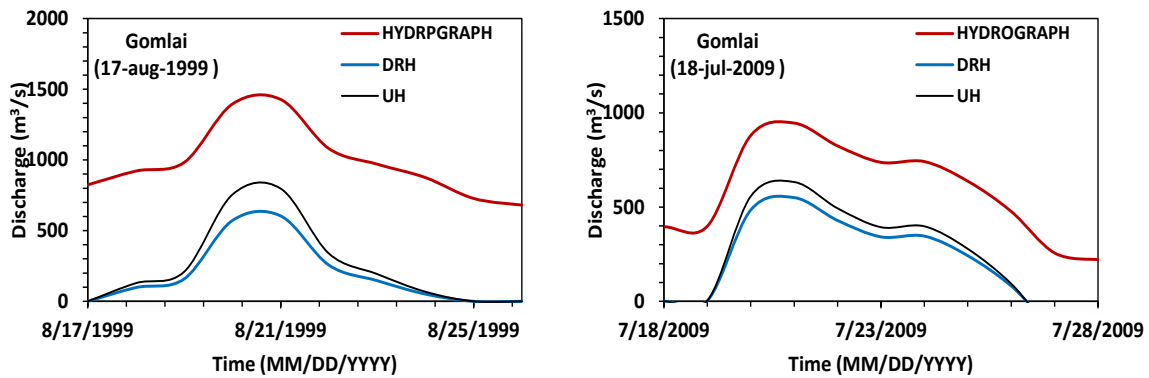 2000
1500
1000
500
0
Discharge (m³/s)
Gomlai
(17-aug-1999 )
HYDRPGRAPH
DRH
UH
8/17/1999 8/21/1999 8/25/1999
Time (MM/DD/YYYY)
1500
1000
500
0
Discharge (m³/s)
Gomlai
(18-jul-2009)
HYDROGRAPH
DRH
UH
7/18/2009 7/23/2009 7/28/2009
Time (MM/DD/YYYY)